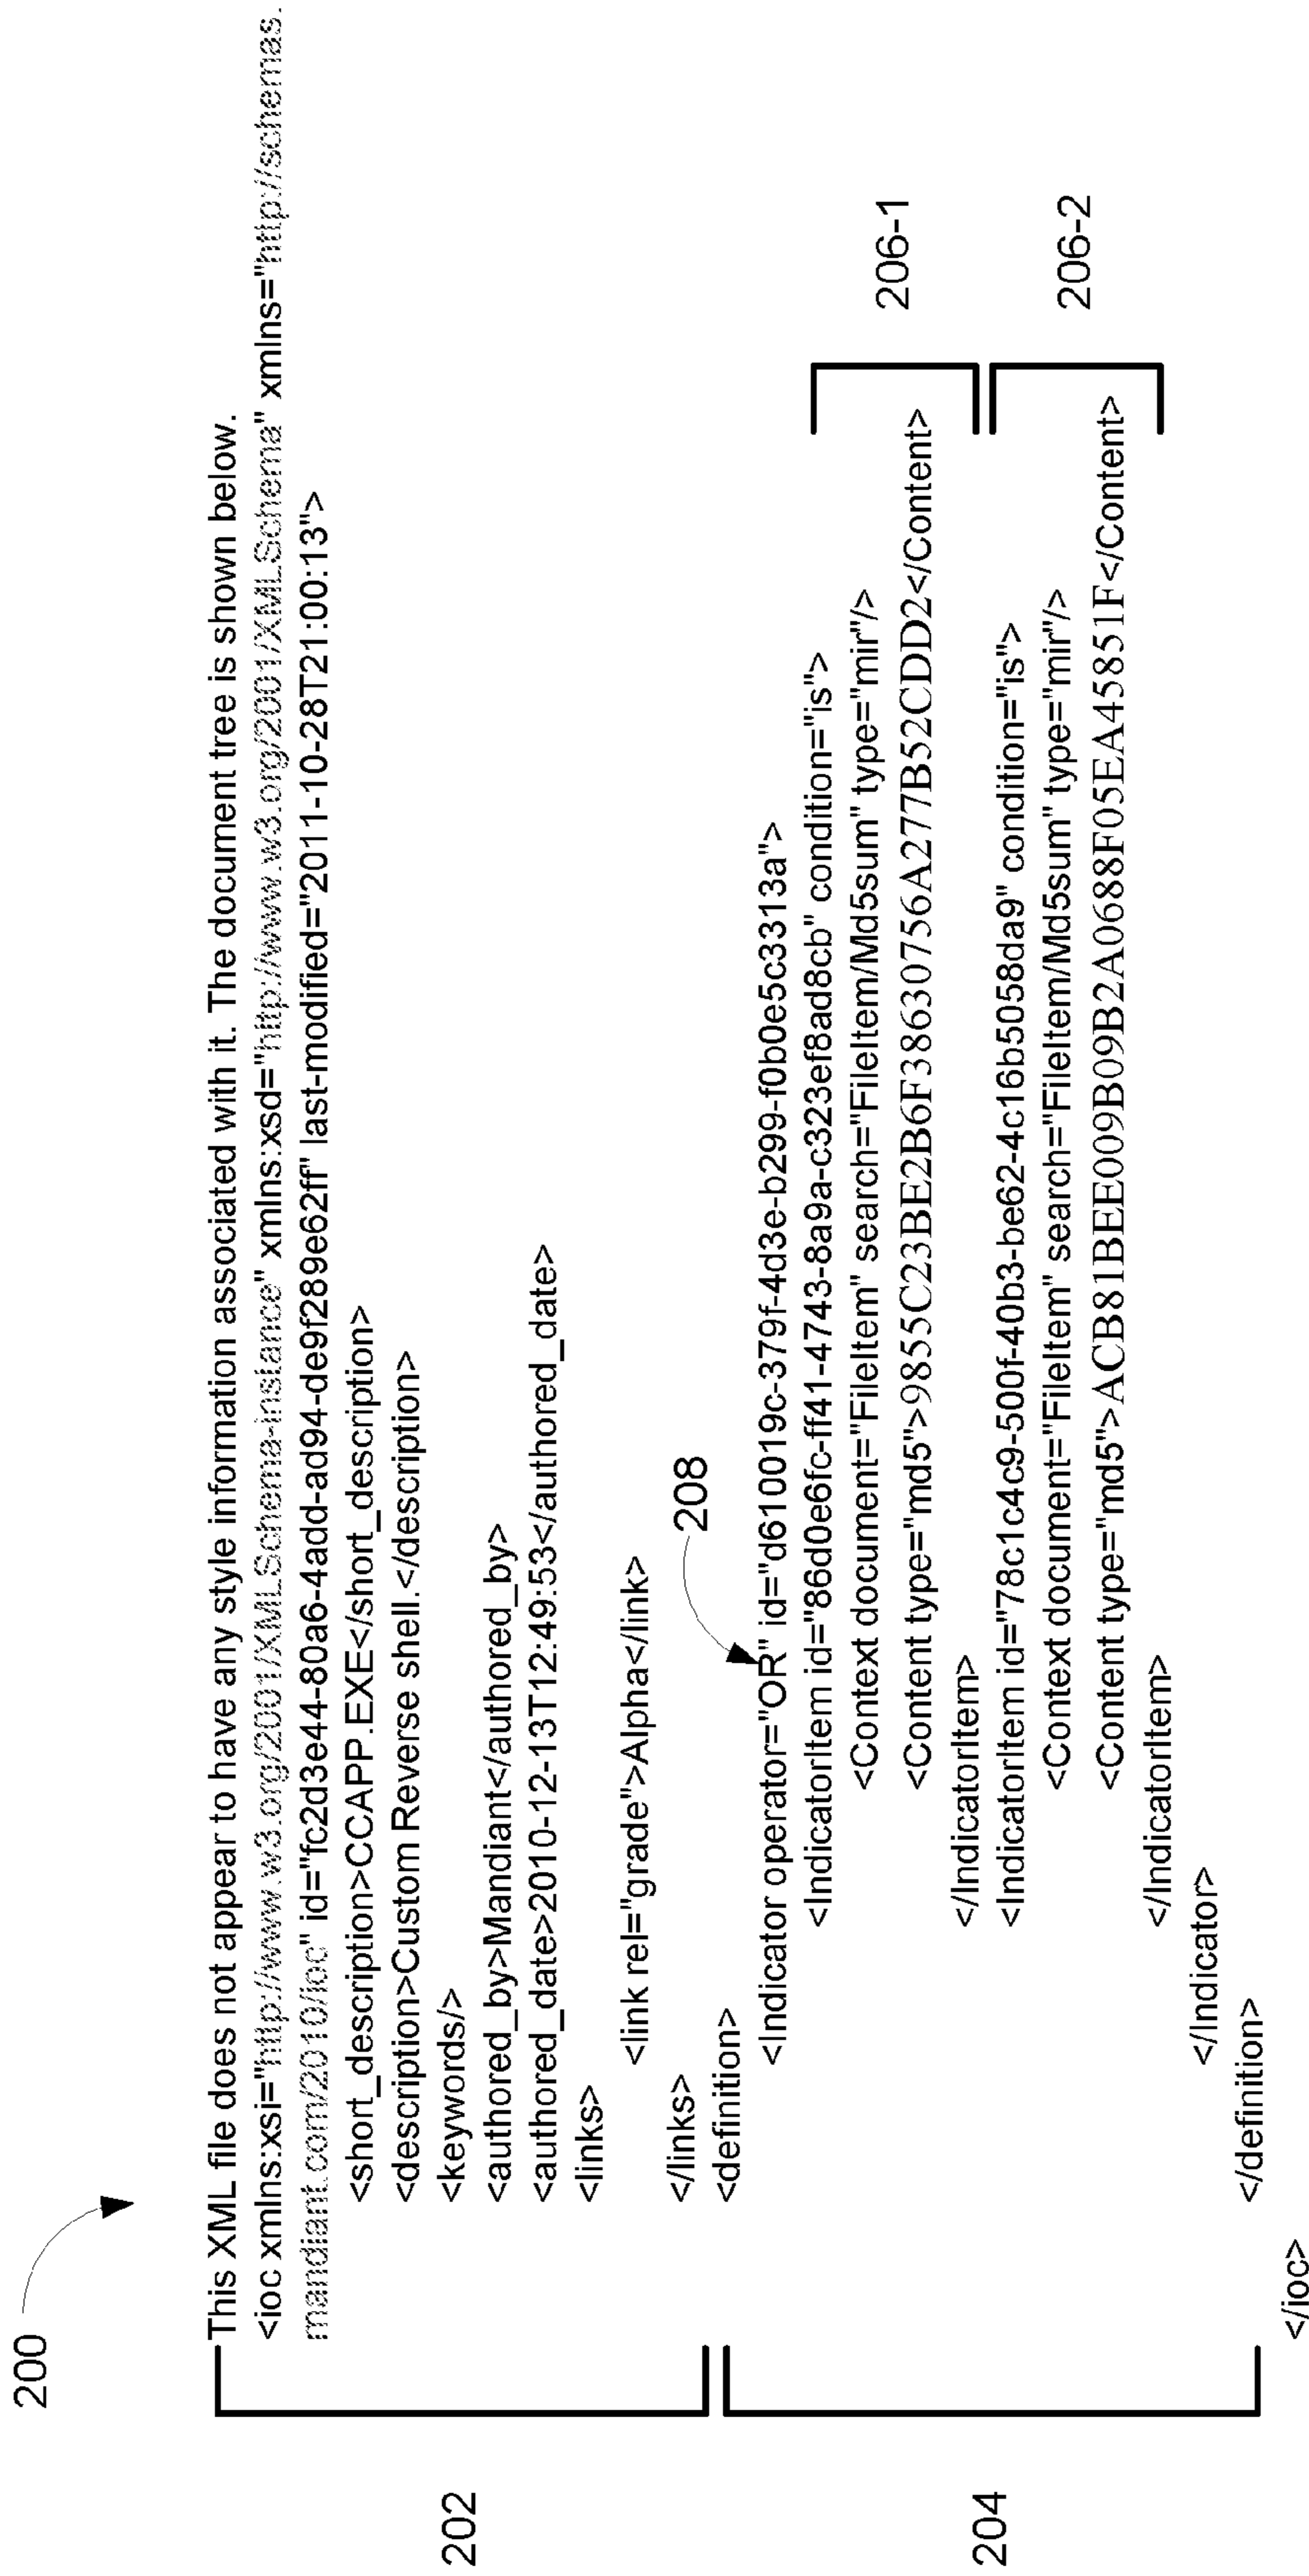 200
This XML file does not appear to have any style information associated with it. The document tree is shown below.
<ioc xmlns:xsi="http://www.w3.org/2001/XMLSchema-instance" xmlns:xsd="http://www.w3.org/2001/XMLSchema" xmlns="http://schemas.
mandiant.com/2010/ioc" id="fc2d3e44-80a6-4add-ad94-de9f289e62ff" last-modified="2011-10-28T21:00:13">
<short_description>CCAPP.EXE</short_description>
<description>Custom Reverse shell.</description>
<keywords/>
<authored_by>Mandiant</authored_by>
<authored_date>2010-12-13T12:49:53</authored_date>
<links>
<link rel="grade">Alpha</link>
</links>
202
208
<definition>
<Indicator operator="OR" id="d610019c-379f-4d3e-b299-f0b0e5c3313a">
<IndicatorItem id="86d0e6fc-ff41-4743-8a9a-c323ef8ad8cb" condition="is">
<Context document="FileItem" search="FileItem/Md5sum" type="mir"/>
<Content type="md5">9855C23BE2B6F38630756A277B52CDD2</Content>
</IndicatorItem>
206-1
<IndicatorItem id="78c1c4c9-500f-40b3-be62-4c16b5058da9" condition="is">
<Context document="FileItem" search="FileItem/Md5sum" type="mir"/>
<Content type="md5">ACB81BEE009B09B2A0688F05EA45851F</Content>
</IndicatorItem>
206-2
</Indicator>
</definition>
204
</ioc>